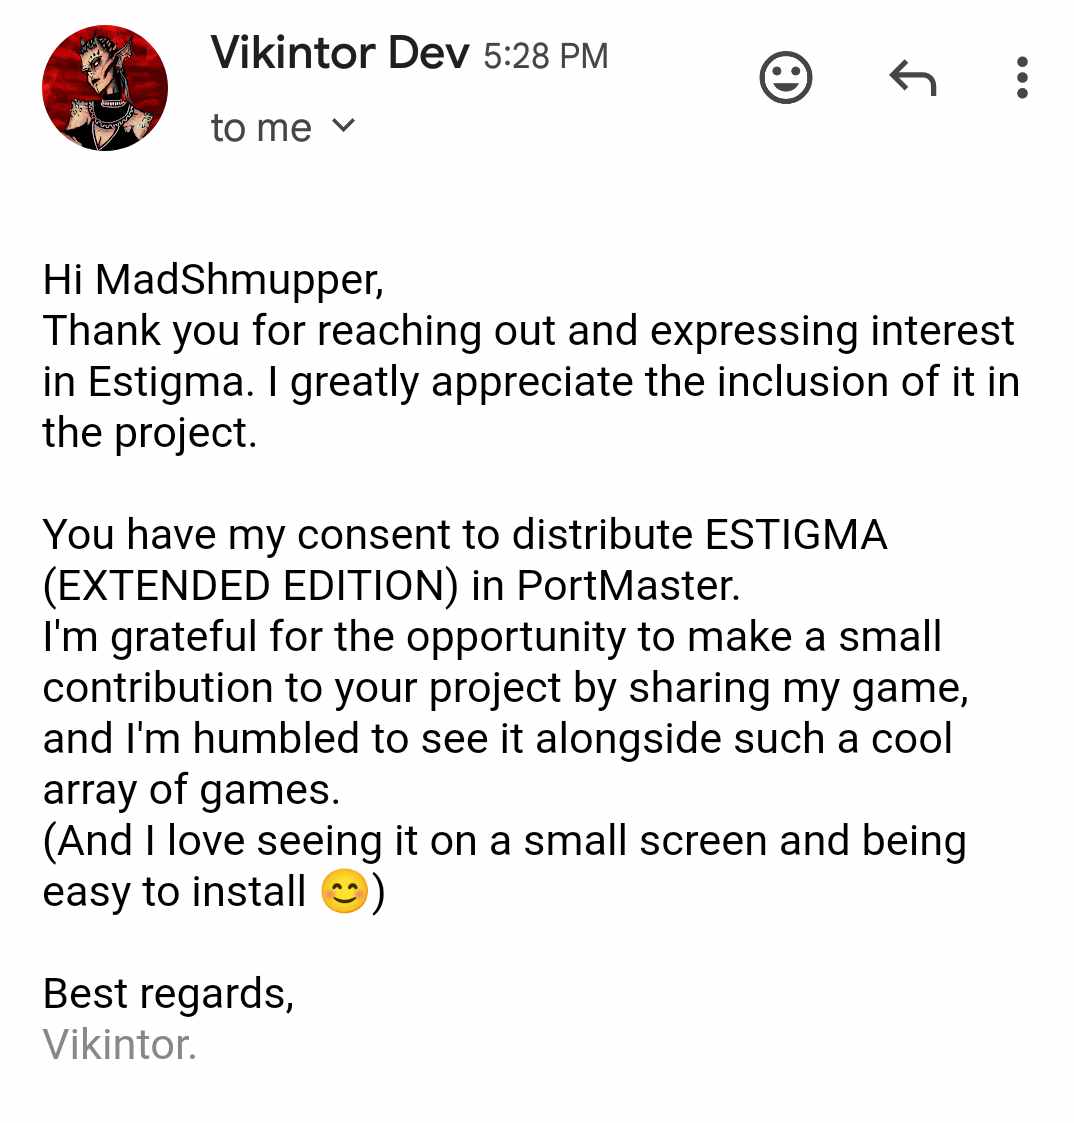 Vikintor Dev 5:28 PM
to me
Hi MadShmupper,
Thank you for reaching out and expressing interest
in Estigma. I greatly appreciate the inclusion of it in
the project.
You have my consent to distribute ESTIGMA
(EXTENDED EDITION) in PortMaster.
I'm grateful for the opportunity to make a small
contribution to your project by sharing my game,
and I'm humbled to see it alongside such a cool
array of games.
(And I love seeing it on a small screen and being
easy to install 😊)
Best regards,
Vikintor.